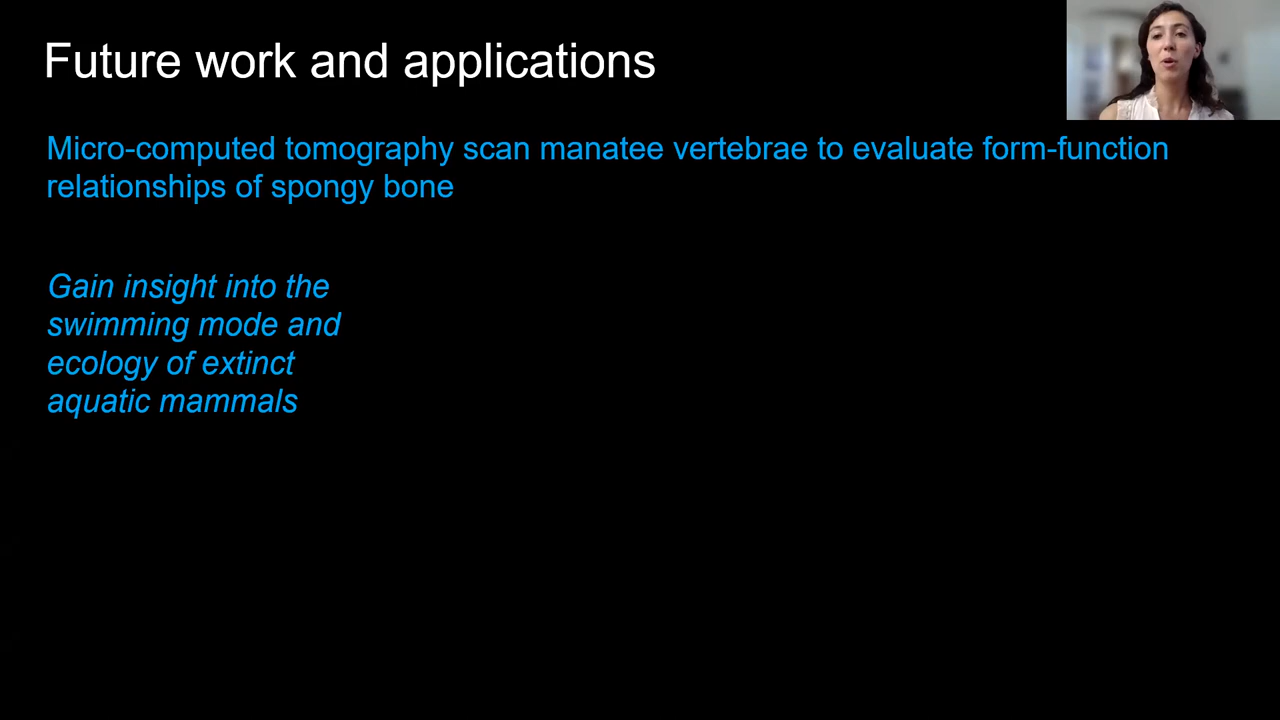 Future work and applications
Micro-computed tomography scan manatee vertebrae to evaluate form-function
relationships of spongy bone
Gain insight into the
swimming mode and
ecology of extinct
aquatic mammals